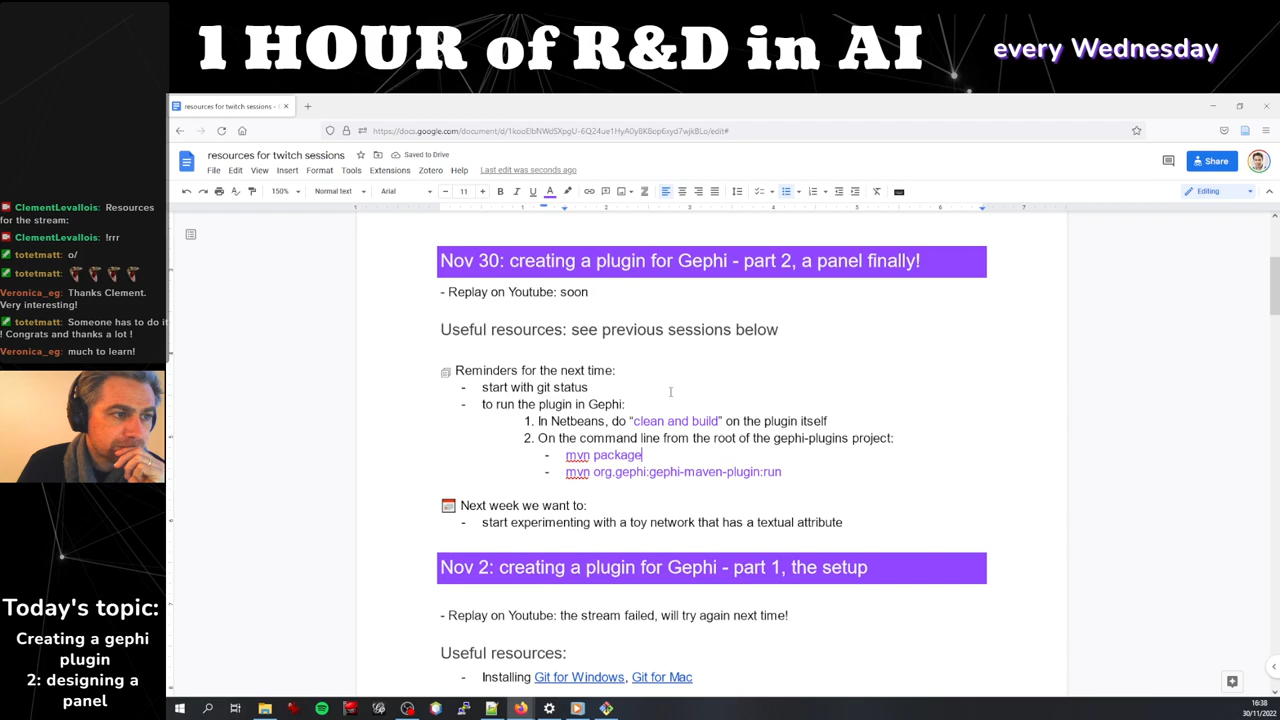 1 HOUR of R&D in AI
every Wednesday
ClementLevallois: Resources
for the stream:
ClementLevallois: !rrr
totetmatt: o/
totetmatt:
Veronica_eg: Thanks Clement.
Very interesting!
totetmatt: Someone has to do it
! Congrats and thanks a lot !
Veronica_eg: much to learn!
Today's topic:
Creating a gephi
plugin
2: designing a
panel
resources for twitch sessions - G
resources for twitch sessions
Saved to Drive
File Edit View Insert Format Tools Extensions Zotero Help Last edit was seconds ago
Share
150% Normal text Arial 11
Editing
1 1 2 3 4 5 6 7
Nov 30: creating a plugin for Gephi - part 2, a panel finally!
- Replay on Youtube: soon
Useful resources: see previous sessions below
Reminders for the next time:
- start with git status
- to run the plugin in Gephi:
1. In Netbeans, do “clean and build” on the plugin itself
2. On the command line from the root of the gephi-plugins project:
- mvn package
- mvn org.gephi:gephi-maven-plugin:run
Next week we want to:
- start experimenting with a toy network that has a textual attribute
Nov 2: creating a plugin for Gephi - part 1, the setup
- Replay on Youtube: the stream failed, will try again next time!
Useful resources:
- Installing Git for Windows, Git for Mac
16:38
30/11/2022